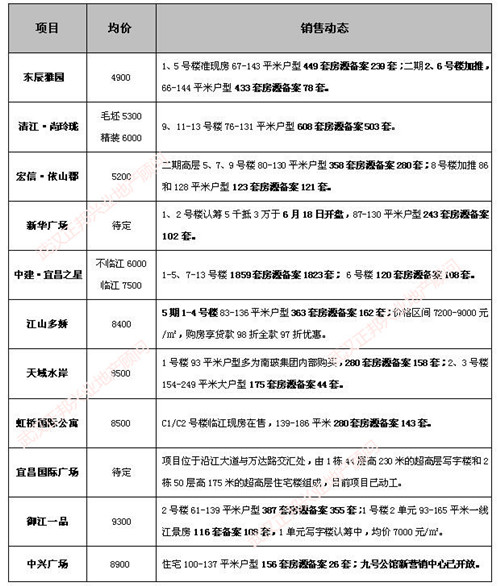 项目
均价
销售动态
东辰雅园
4900
1、5号楼准现房67-143平米户型449套房源备案239套；二期2、6号楼加推，
66-144平米户型433套房源备案78套。
清江·尚玲珑
毛坯5300
精装6000
9、11-13号楼76-131平米户型608套房源备案503套。
宏信·依山郡
5200
二期高层5、7、9号楼80-130平米户型358套房源备案280套；8号楼加推86
和128平米户型123套房源备案121套。
新华广场
待定
1、2号楼认筹5千抵3万于6月18日开盘，87-130平米户型243套房源备案
102套。
中建·宜昌之星
不临江6000
临江7500
1-5、7-13号楼1859套房源备案1823套； 6号楼120套房源备案108套。
江山多娇
8400
5期1-4号楼83-136平米户型363套房源备案162套；价格区间7200-9000元
/㎡，购房享贷款98折全款97折优惠。
天域水岸
8500
1号楼93平米户型多为南玻集团内部购买，280套房源备案158套；2、3号楼
154-249平米大户型175套房源备案44套。
虹桥国际公寓
8500
C1/C2号楼临江现房在售，139-186平米280套房源备案143套。
宜昌国际广场
待定
项目位于沿江大道与万达路交汇处，由1栋44层高230米的超高层写字楼和2
栋50层高175米的超高层住宅楼组成，目前项目已动工。
御江一品
9300
2号楼61-139平米户型387套房源备案355套；1号楼2单元93-165平米一线
江景房116套备案108套，1单元写字楼认筹中，均价7000元/㎡。
中兴广场
8900
住宅100-137平米户型156套房源备案26套；九号公馆新营销中心已开放。